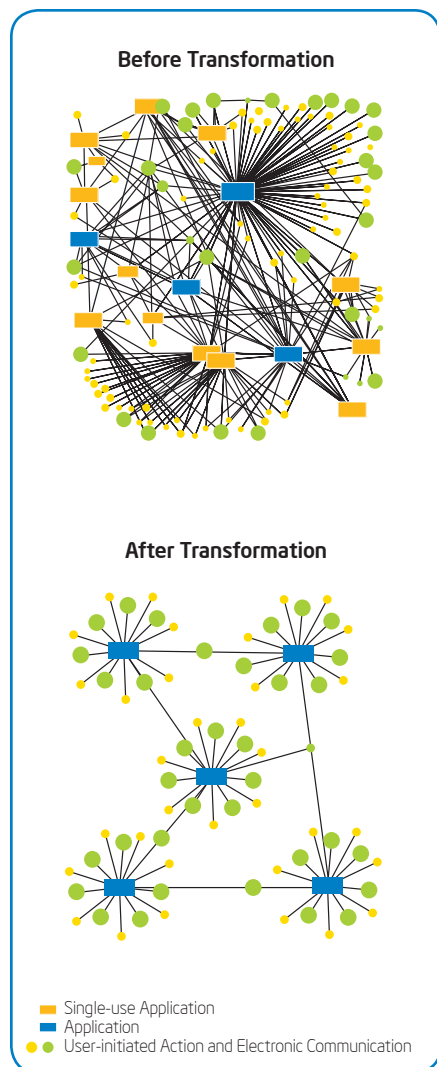 Before Transformation
After Transformation
Single-use Application
Application
User-initiated Action and Electronic Communication